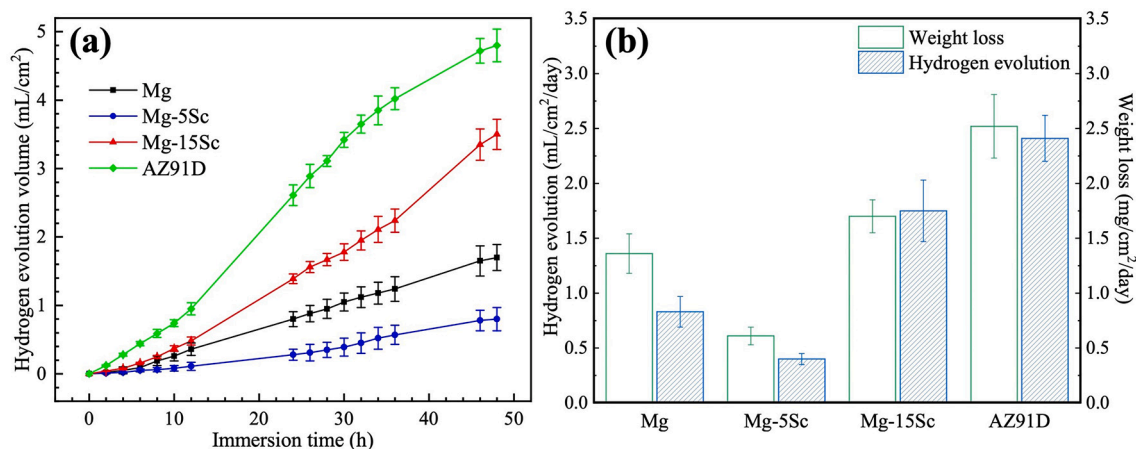 (a)
Hydrogen evolution volume (mL/cm²)
5
4
3
2
1
0
Mg
Mg-5Sc
Mg-15Sc
AZ91D
0 10 20 30 40 50
Immersion time (h)
(b)
Hydrogen evolution (mL/cm²/day)
3.5
3.0
2.5
2.0
1.5
1.0
0.5
0.0
Weight loss
Hydrogen evolution
Mg Mg-5Sc Mg-15Sc AZ91D
3.5
3.0
2.5
2.0
1.5
1.0
0.5
0.0
Weight loss (mg/cm²/day)